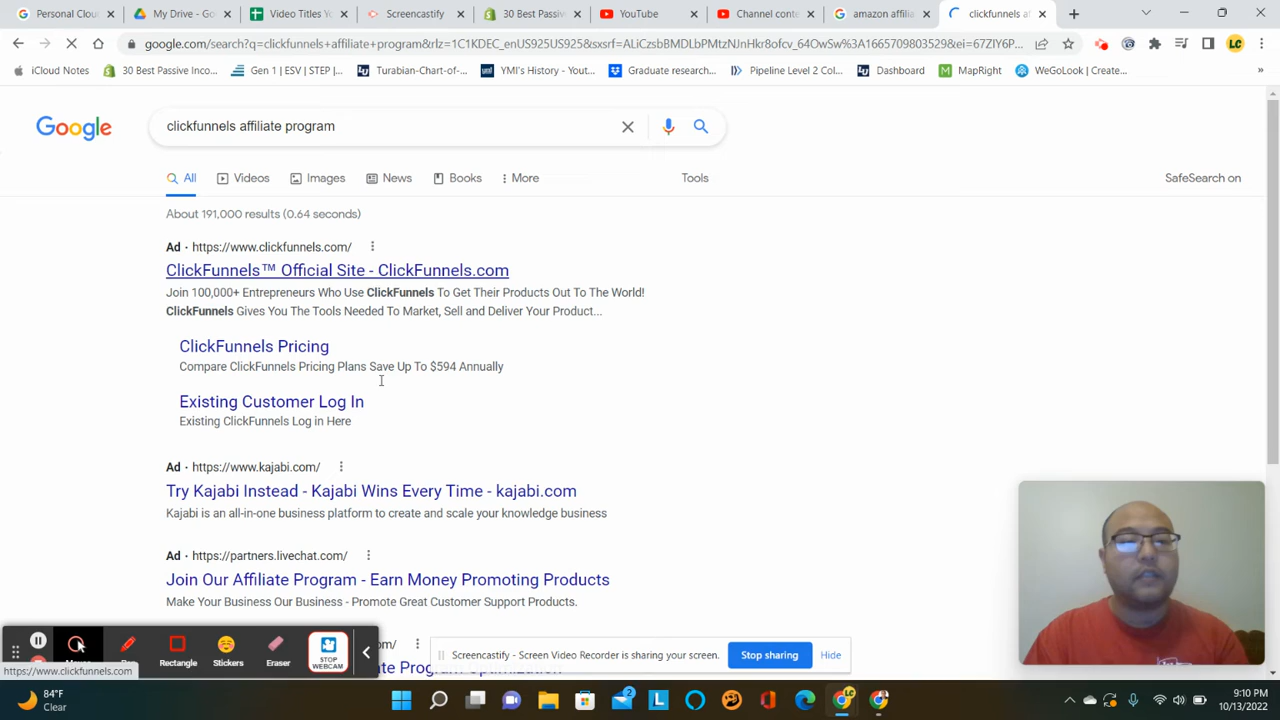 Personal Clou
My Drive - Go
Video Titles Yo
Screencastify
30 Best Passiv
YouTube
Channel conte
amazon affilia
clickfunnels af
google.com/search?q=clickfunnels+affiliate+program&rlz=1C1KDEC_enUS925US925&sxsrf=ALiCzsbBMDLbPMtzNJnHkr8ofcv_64OwSw%3A1665709803529&ei=67ZIY6P...
LC
iCloud Notes
30 Best Passive Inco...
Gen 1 | ESV | STEP |...
Turabian-Chart-of-...
YMI's History - Yout...
Graduate research...
Pipeline Level 2 Col...
Dashboard
MapRight
WeGoLook | Create...
»
Google
clickfunnels affiliate program
All
Videos
Images
News
Books
More
Tools
SafeSearch on
About 191,000 results (0.64 seconds)
Ad · https://www.clickfunnels.com/
ClickFunnels™ Official Site - ClickFunnels.com
Join 100,000+ Entrepreneurs Who Use ClickFunnels To Get Their Products Out To The World!
ClickFunnels Gives You The Tools Needed To Market, Sell and Deliver Your Product...
ClickFunnels Pricing
Compare ClickFunnels Pricing Plans Save Up To $594 Annually
Existing Customer Log In
Existing ClickFunnels Log in Here
Ad · https://www.kajabi.com/
Try Kajabi Instead - Kajabi Wins Every Time - kajabi.com
Kajabi is an all-in-one business platform to create and scale your knowledge business
Ad · https://partners.livechat.com/
Join Our Affiliate Program - Earn Money Promoting Products
Make Your Business Our Business - Promote Great Customer Support Products.
om/
ate Program Optimization
Rectangle
Stickers
Eraser
STOP WEBCAM
Screencastify - Screen Video Recorder is sharing your screen.
Stop sharing
Hide
https://www.clickfunnels.com
84°F
Clear
2
L
LC
9:10 PM
10/13/2022